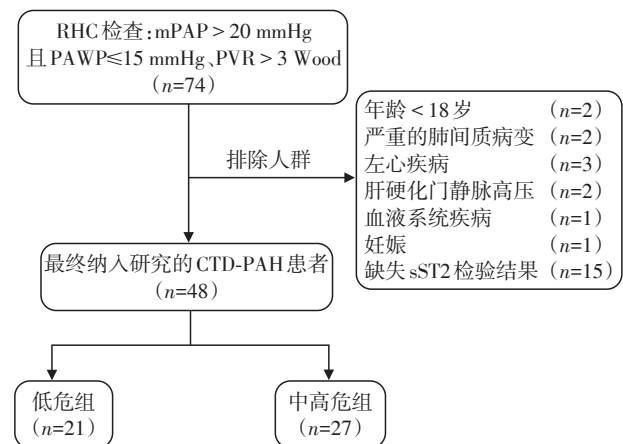 RHC检查:mPAP > 20 mmHg
且PAWP≤15 mmHg、PVR > 3 Wood
(n=74)
排除人群
年龄 < 18岁 (n=2)
严重的肺间质病变 (n=2)
左心疾病 (n=3)
肝硬化门静脉高压 (n=2)
血液系统疾病 (n=1)
妊娠 (n=1)
缺失sST2检验结果 (n=15)
最终纳入研究的CTD-PAH患者
(n=48)
低危组
(n=21)
中高危组
(n=27)